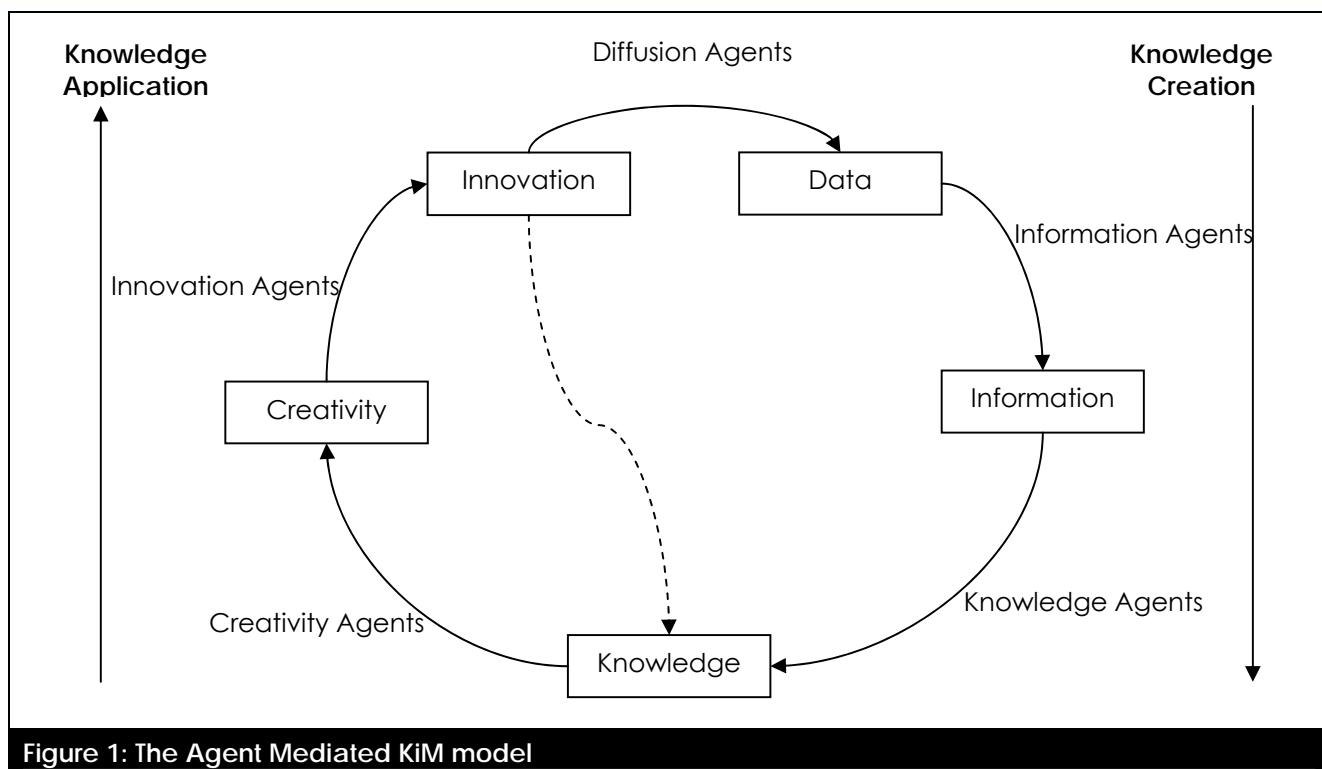 Knowledge
Application
Diffusion Agents
Knowledge
Creation
Innovation
Data
Information Agents
Innovation Agents
Creativity
Information
Knowledge Agents
Creativity Agents
Knowledge
Figure 1: The Agent Mediated KiM model